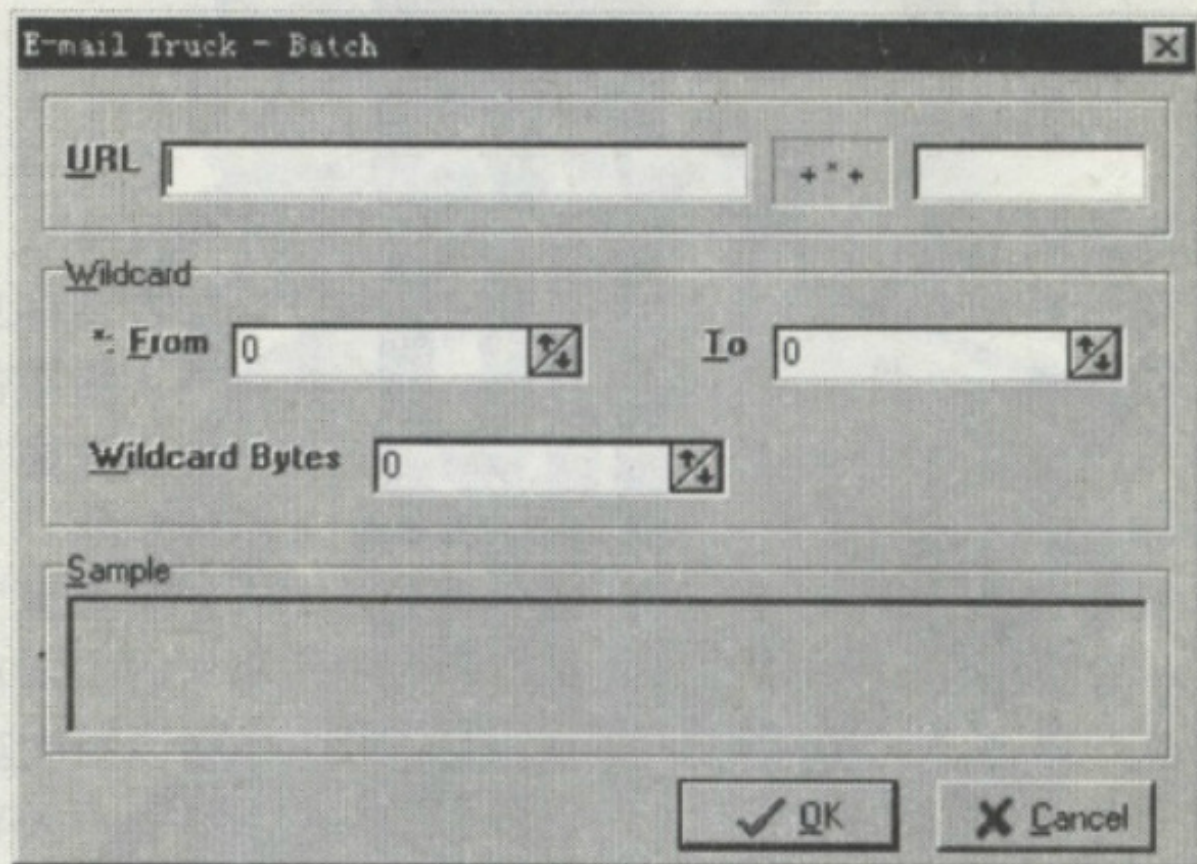 E-mail Truck - Batch
URL + * +
Wildcard
*: From 0 To 0
Wildcard Bytes 0
Sample
OK Cancel